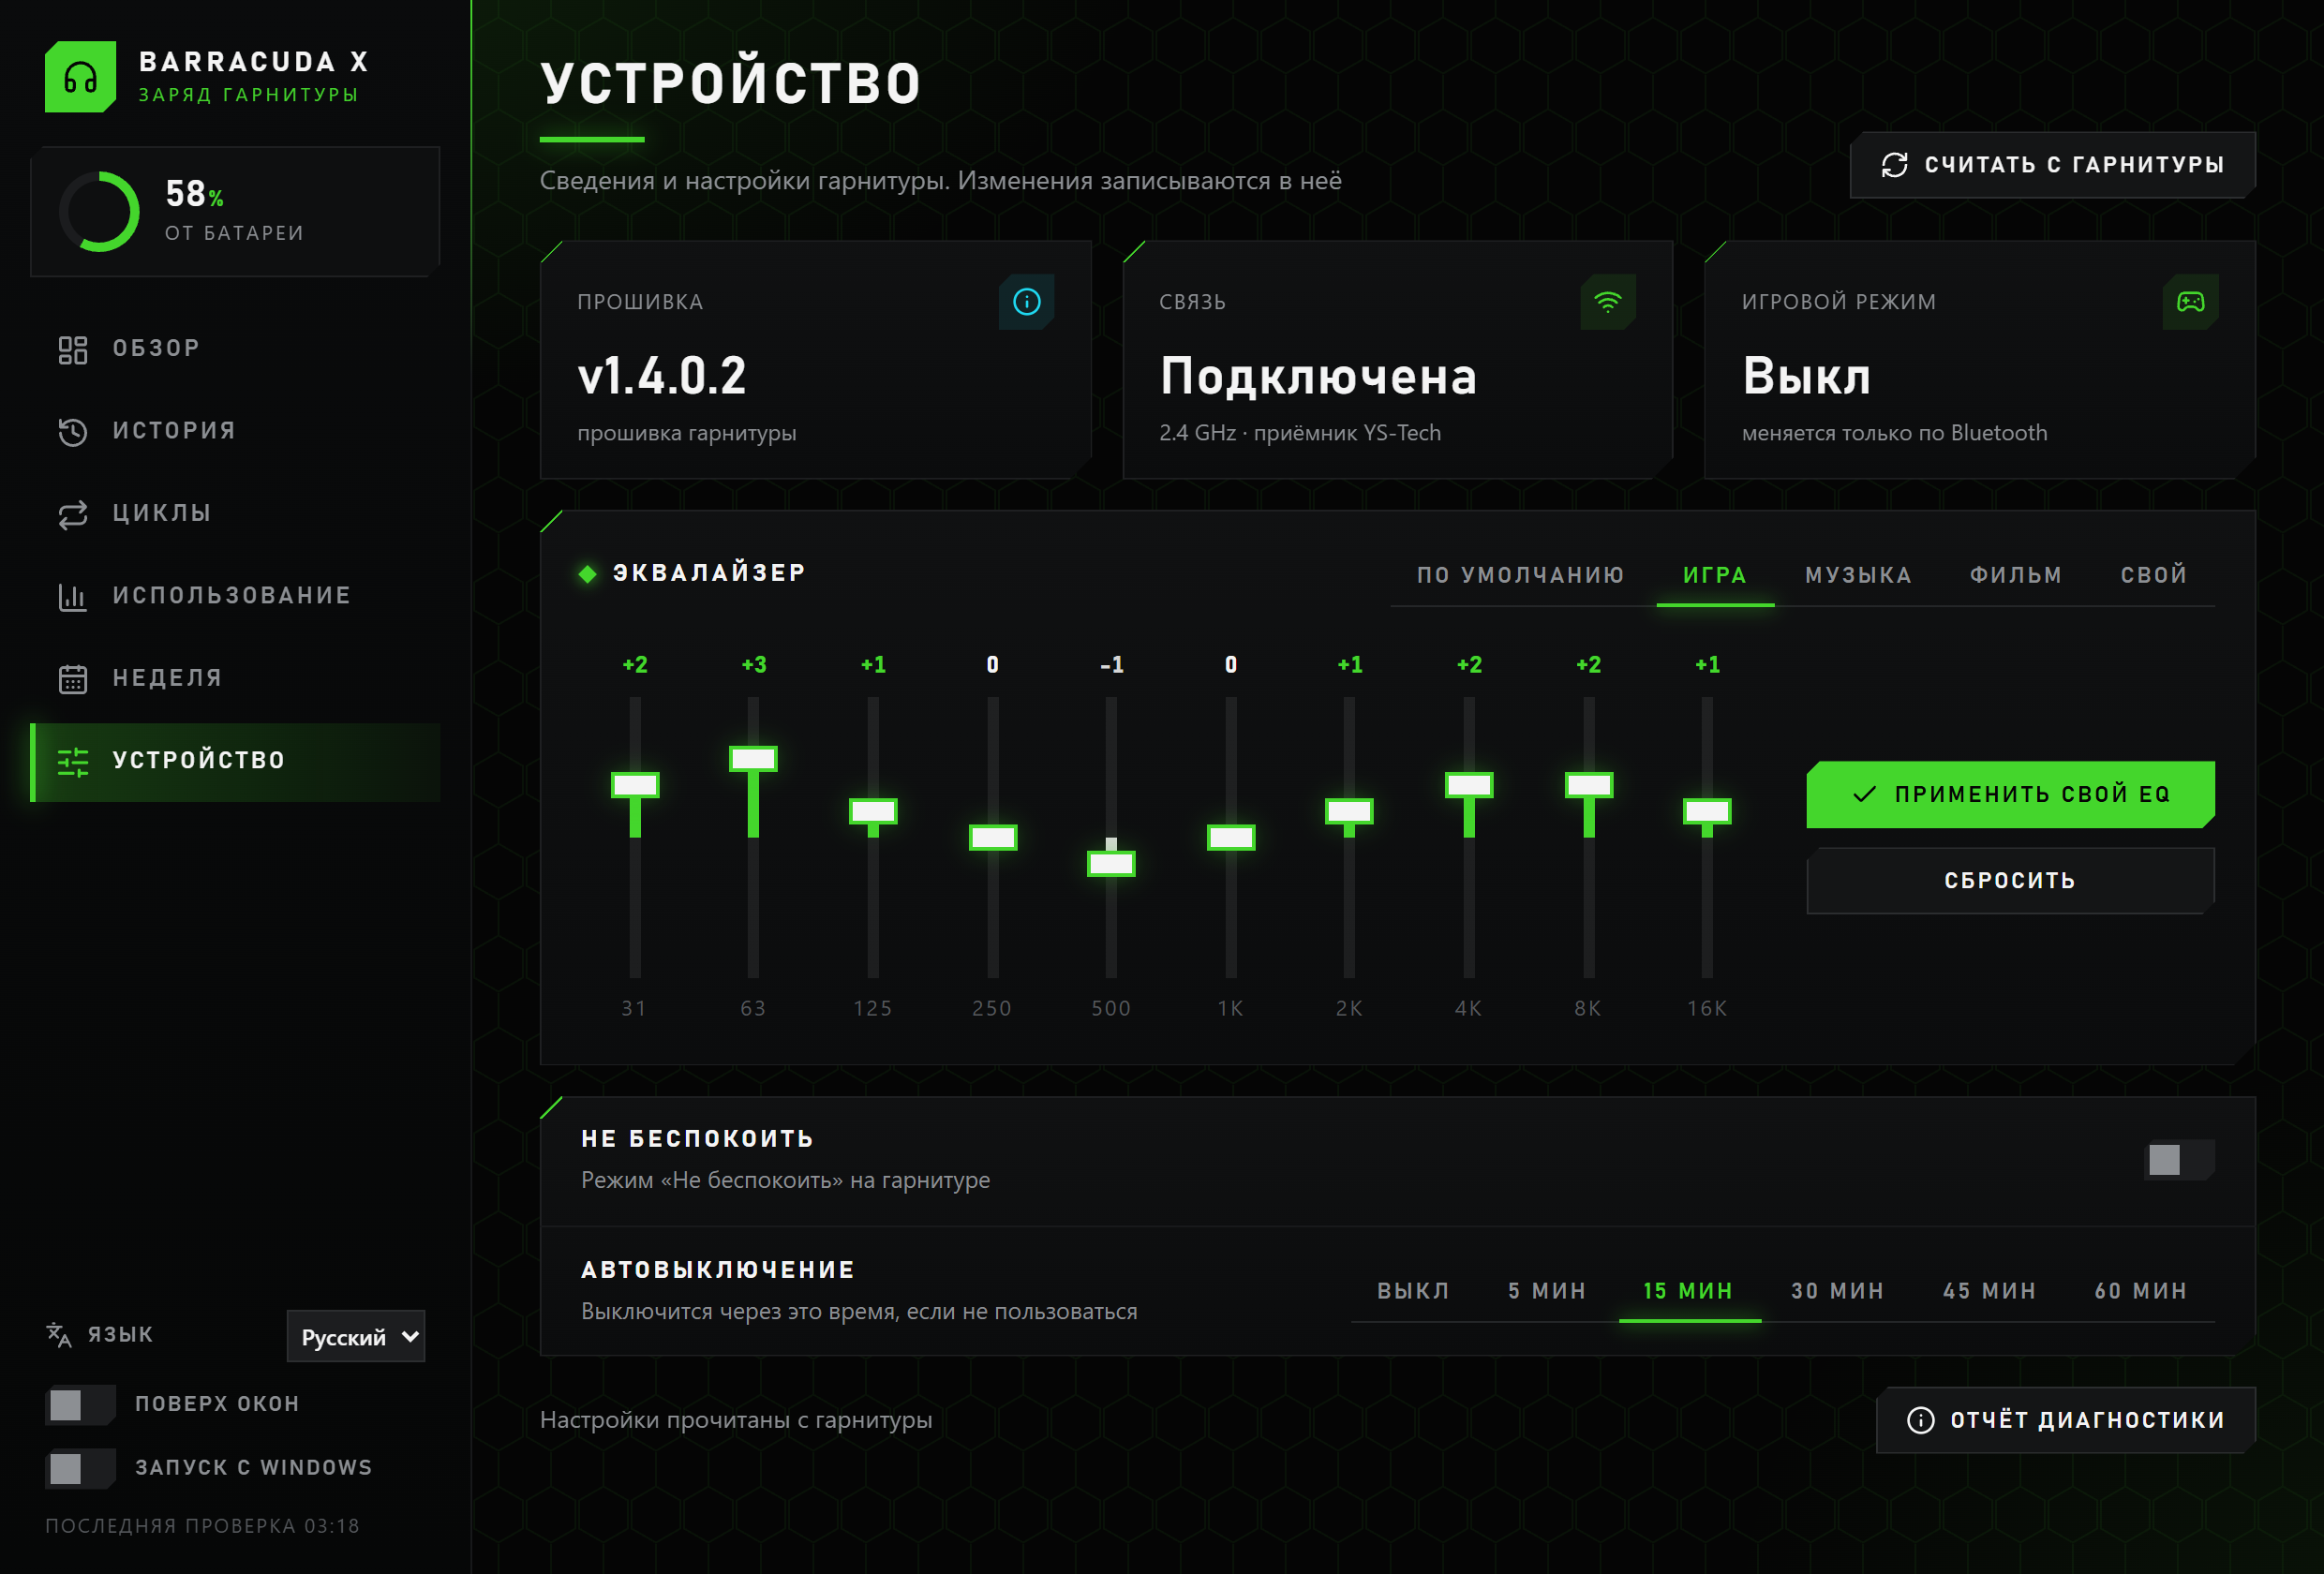 BARRACUDA X
ЗАРЯД ГАРНИТУРЫ
58%
ОТ БАТАРЕИ
ОБЗОР
ИСТОРИЯ
ЦИКЛЫ
ИСПОЛЬЗОВАНИЕ
НЕДЕЛЯ
УСТРОЙСТВО
ЯЗЫК
Русский
ПОВЕРХ ОКОН
ЗАПУСК С WINDOWS
ПОСЛЕДНЯЯ ПРОВЕРКА 03:18
УСТРОЙСТВО
Сведения и настройки гарнитуры. Изменения записываются в неё
СЧИТАТЬ С ГАРНИТУРЫ
ПРОШИВКА
v1.4.0.2
прошивка гарнитуры
СВЯЗЬ
Подключена
2.4 GHz · приёмник YS-Tech
ИГРОВОЙ РЕЖИМ
Выкл
меняется только по Bluetooth
ЭКВАЛАЙЗЕР
ПО УМОЛЧАНИЮ ИГРА МУЗЫКА ФИЛЬМ СВОЙ
+2 +3 +1 0 -1 0 +1 +2 +2 +1
31 63 125 250 500 1K 2K 4K 8K 16K
ПРИМЕНИТЬ СВОЙ EQ
СБРОСИТЬ
НЕ БЕСПОКОИТЬ
Режим «Не беспокоить» на гарнитуре
АВТОВЫКЛЮЧЕНИЕ
Выключится через это время, если не пользоваться
ВЫКЛ 5 МИН 15 МИН 30 МИН 45 МИН 60 МИН
Настройки прочитаны с гарнитуры
ОТЧЁТ ДИАГНОСТИКИ